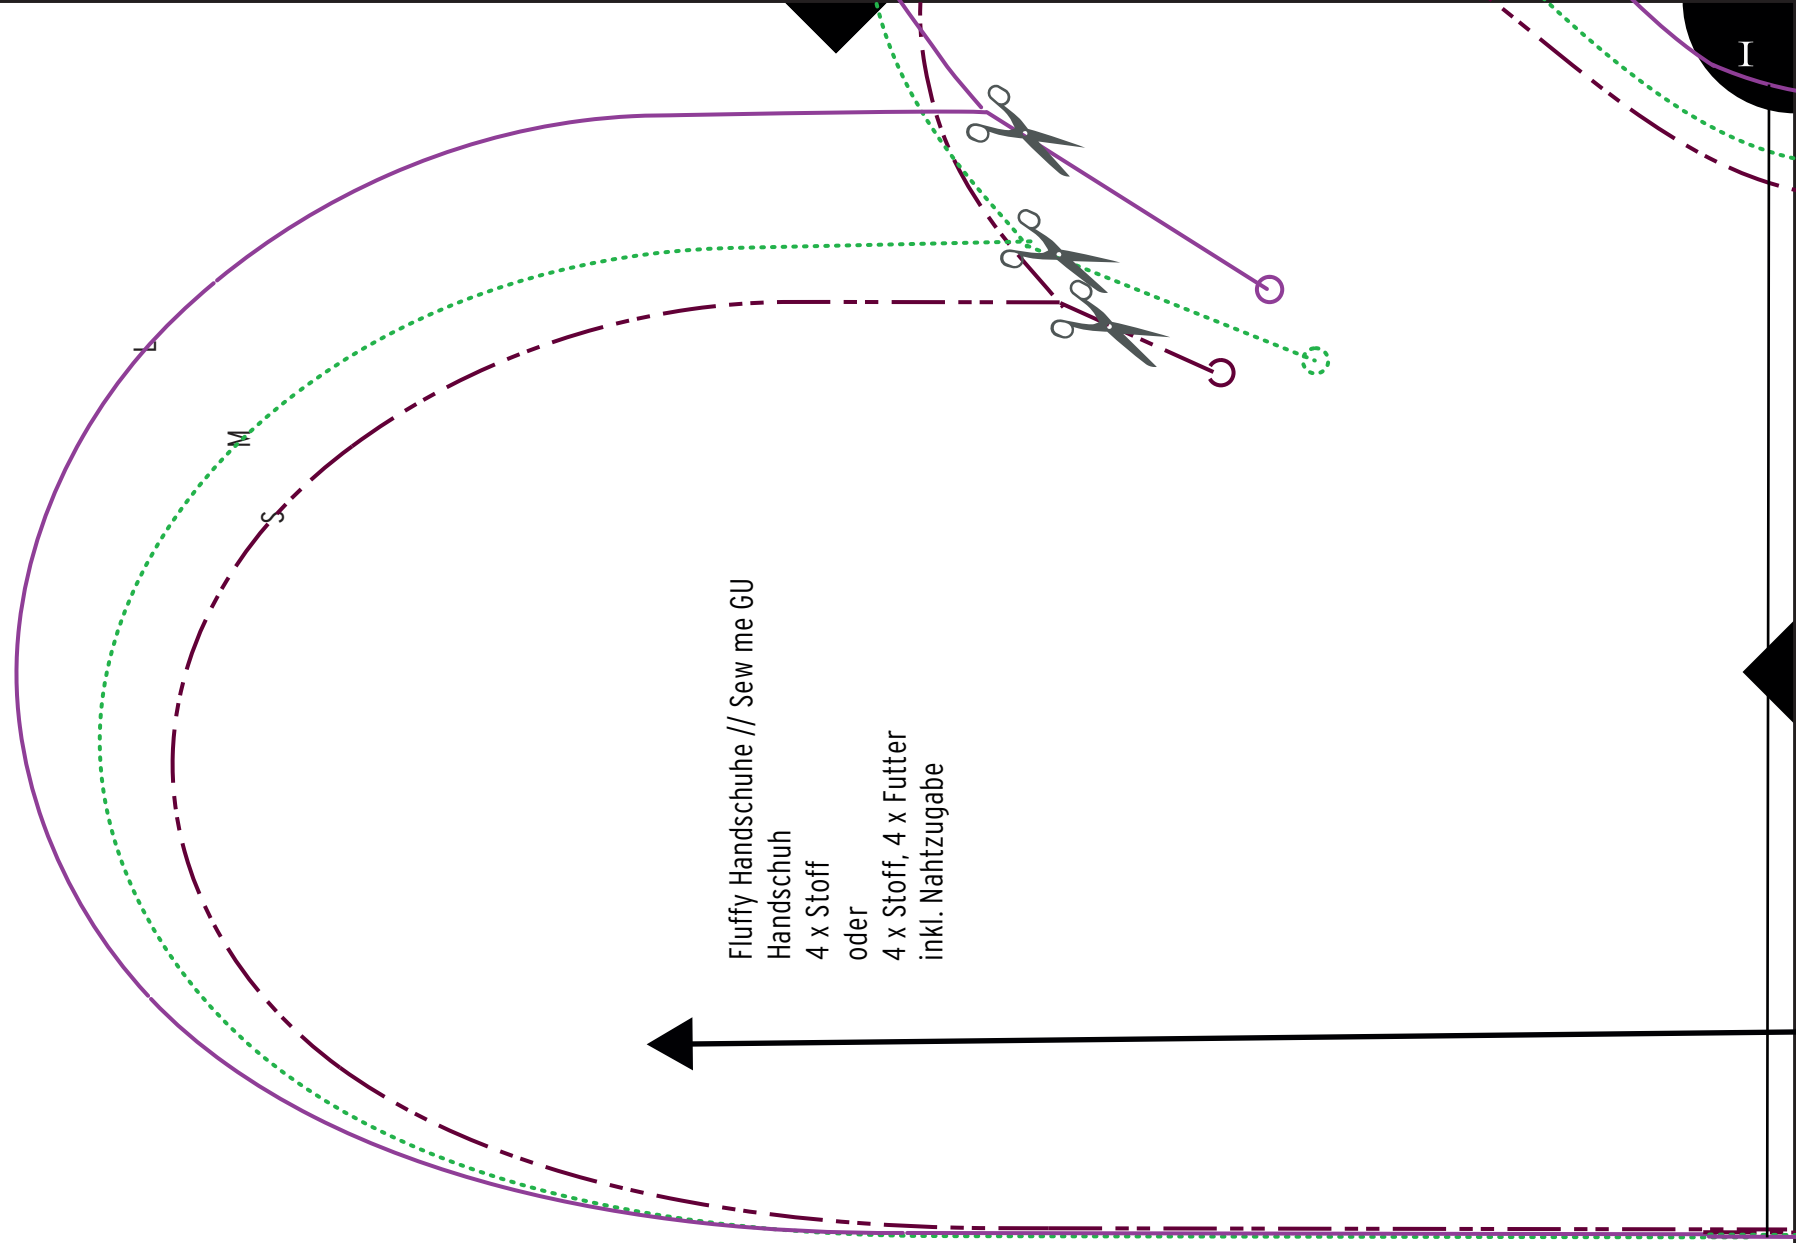 I
L
M
S
Fluffy Handschuhe // Sew me GU
Handschuh
4 x Stoff
oder
4 x Stoff, 4 x Futter
inkl. Nahtzugabe